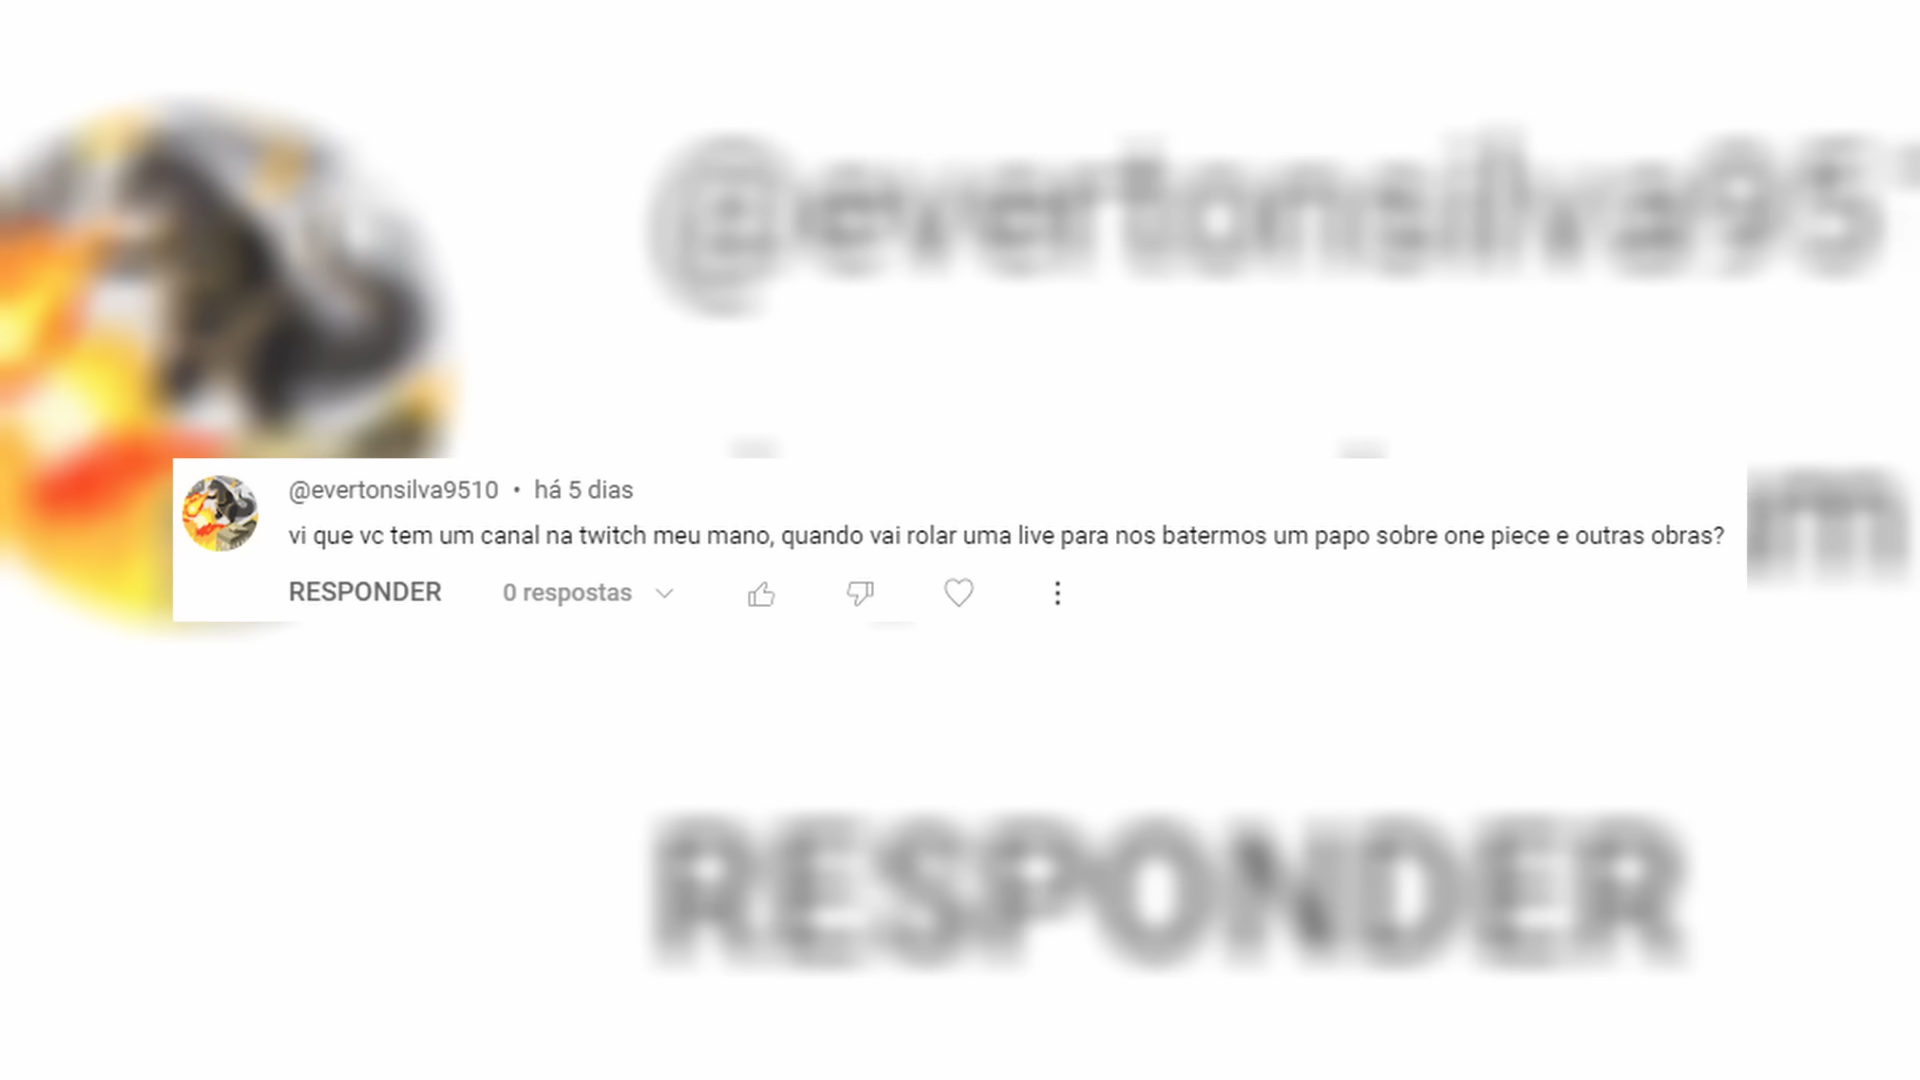 @evertonsilva95
@evertonsilva9510 • há 5 dias
vi que vc tem um canal na twitch meu mano, quando vai rolar uma live para nos batermos um papo sobre one piece e outras obras?
RESPONDER 0 respostas
RESPONDER